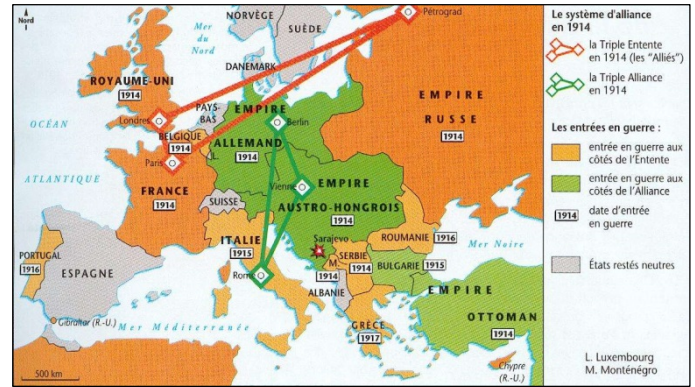 Nord
Mer
du
Nord
NORVÈGE
SUÈDE
Pétrograd
DANEMARK
ROYAUME-UNI
1914
PAYS-
BAS
EMPIRE
Berlin
EMPIRE
RUSSE
1914
OCÉAN
Londres
BELGIQUE
1914
ALLEMAND
1914
L.
Paris
ATLANTIQUE
FRANCE
1914
SUISSE
Vienne
EMPIRE
AUSTRO-HONGROIS
1914
ITALIE
1915
Sarajevo
ROUMANIE
1916
Mer Noire
PORTUGAL
1916
ESPAGNE
Rome
M.
1914
SERBIE
1914
BULGARIE
1915
ALBANIE
EMPIRE
OTTOMAN
1914
Gibraltar (R.-U.)
Mer Méditerranée
GRÈCE
1917
Chypre
(R.-U.)
500 km
Le système d'alliance
en 1914
la Triple Entente
en 1914 (les "Alliés")
la Triple Alliance
en 1914
Les entrées en guerre :
entrée en guerre aux
côtés de l'Entente
entrée en guerre aux
côtés de l'Alliance
1914
date d'entrée
en guerre
États restés neutres
L. Luxembourg
M. Monténégro